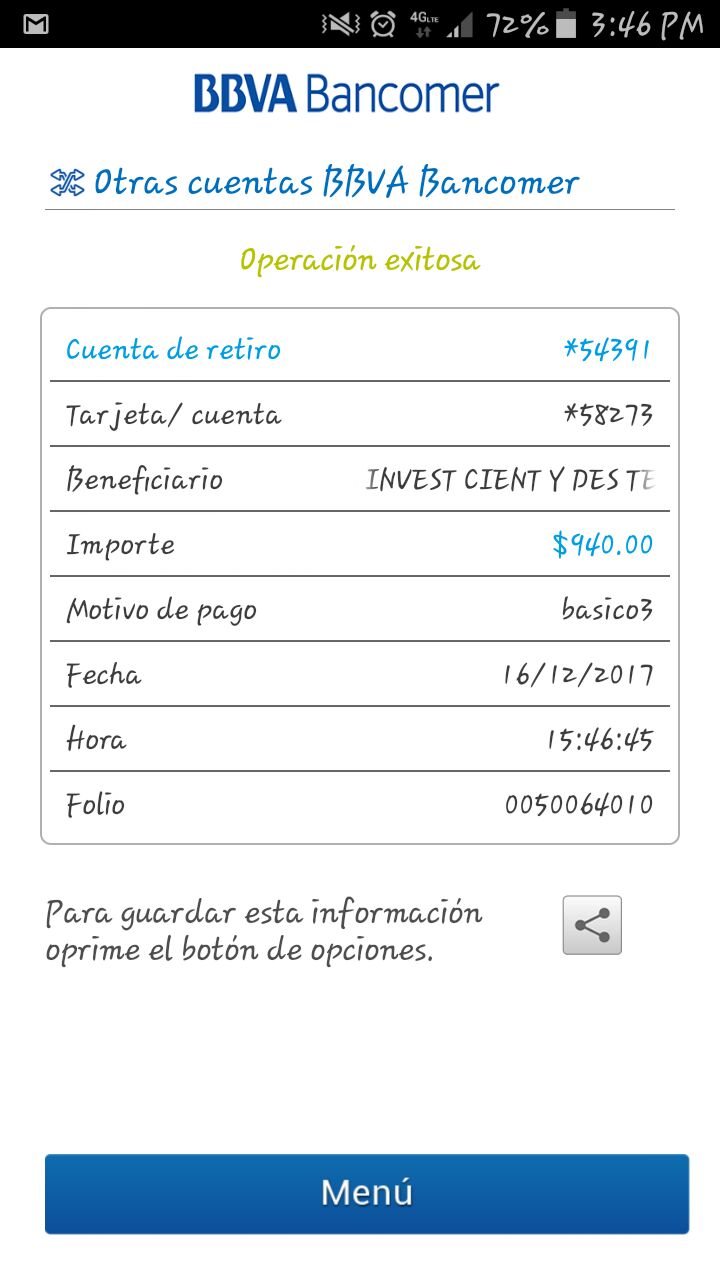 4G LTE 72% 3:46 PM
BBVA Bancomer
Otras cuentas BBVA Bancomer
Operación exitosa
Cuenta de retiro *54391
Tarjeta/ cuenta *58273
Beneficiario INVEST CIENT Y DES TE
Importe $940.00
Motivo de pago basico3
Fecha 16/12/2017
Hora 15:46:45
Folio 0050064010
Para guardar esta información
oprime el botón de opciones.
Menú